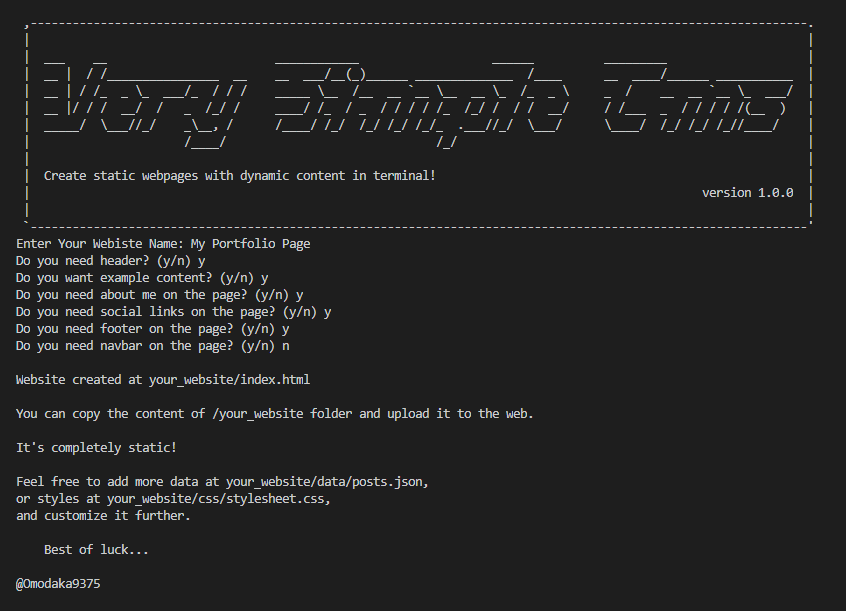 Very Simple Cms
Create static webpages with dynamic content in terminal!
version 1.0.0
Enter Your Webiste Name: My Portfolio Page
Do you need header? (y/n) y
Do you want example content? (y/n) y
Do you need about me on the page? (y/n) y
Do you need social links on the page? (y/n) y
Do you need footer on the page? (y/n) y
Do you need navbar on the page? (y/n) n
Website created at your_website/index.html
You can copy the content of /your_website folder and upload it to the web.
It's completely static!
Feel free to add more data at your_website/data/posts.json,
or styles at your_website/css/stylesheet.css,
and customize it further.
Best of luck...
@Omodaka9375